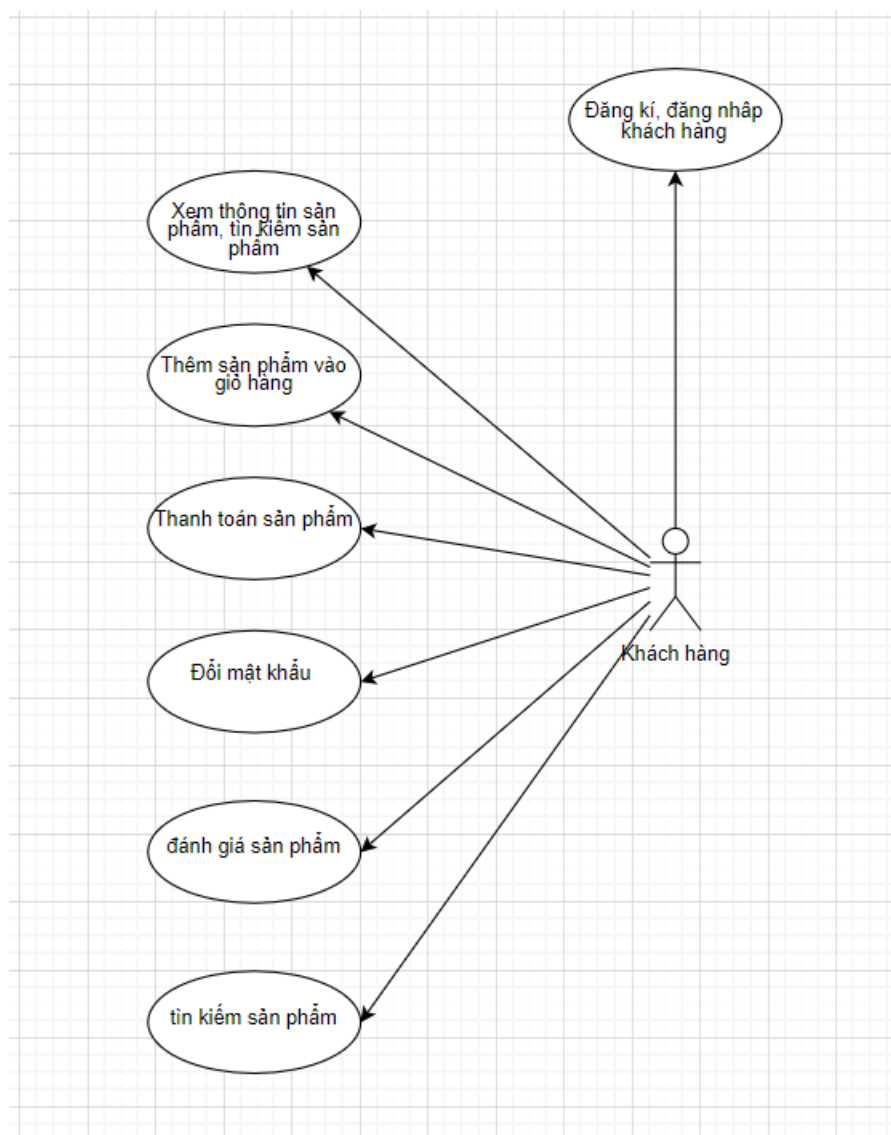 Đăng kí, đăng nhập
khách hàng
Xem thông tin sản
phẩm, tìn kiếm sản
phẩm
Thêm sản phẩm vào
giỏ hàng
Thanh toán sản phẩm
Đổi mật khẩu
Khách hàng
đánh giá sản phẩm
tìn kiếm sản phẩm